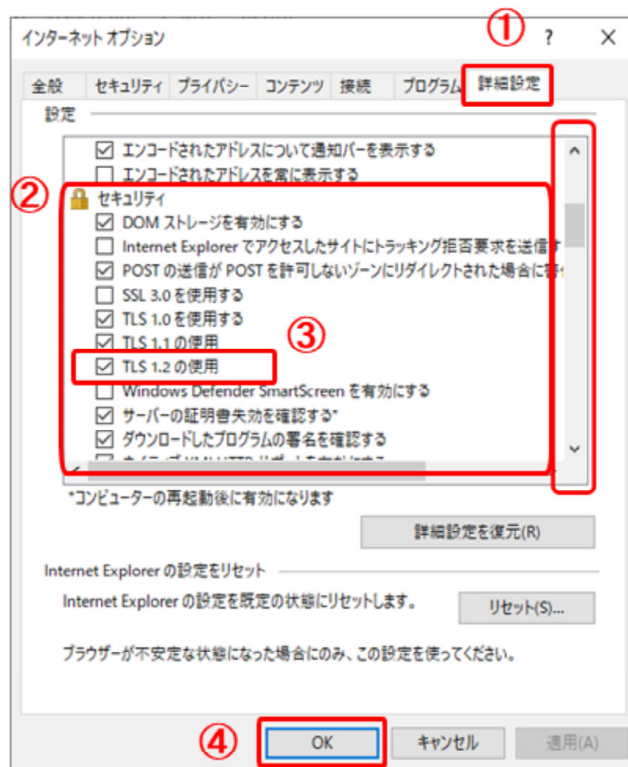 ①
インターネット オプション ? ×
全般 セキュリティ プライバシー コンテンツ 接続 プログラム 詳細設定
設定
エンコードされたアドレスについて通知バーを表示する
エンコードされたアドレスを常に表示する
② セキュリティ
DOM ストレージを有効にする
Internet Explorer でアクセスしたサイトにトラッキング拒否要求を送信す
POST の送信が POST を許可しないゾーンにリダイレクトされた場合に
SSL 3.0 を使用する
TLS 1.0 を使用する
TLS 1.1 の使用 ③
TLS 1.2 の使用
Windows Defender SmartScreen を有効にする
サーバーの証明書失効を確認する*
ダウンロードしたプログラムの署名を確認する
*コンピューターの再起動後に有効になります
詳細設定を復元(R)
Internet Explorer の設定をリセット
Internet Explorer の設定を既定の状態にリセットします。 リセット(S)...
ブラウザーが不安定な状態になった場合にのみ、この設定を使ってください。
④ OK キャンセル 適用(A)